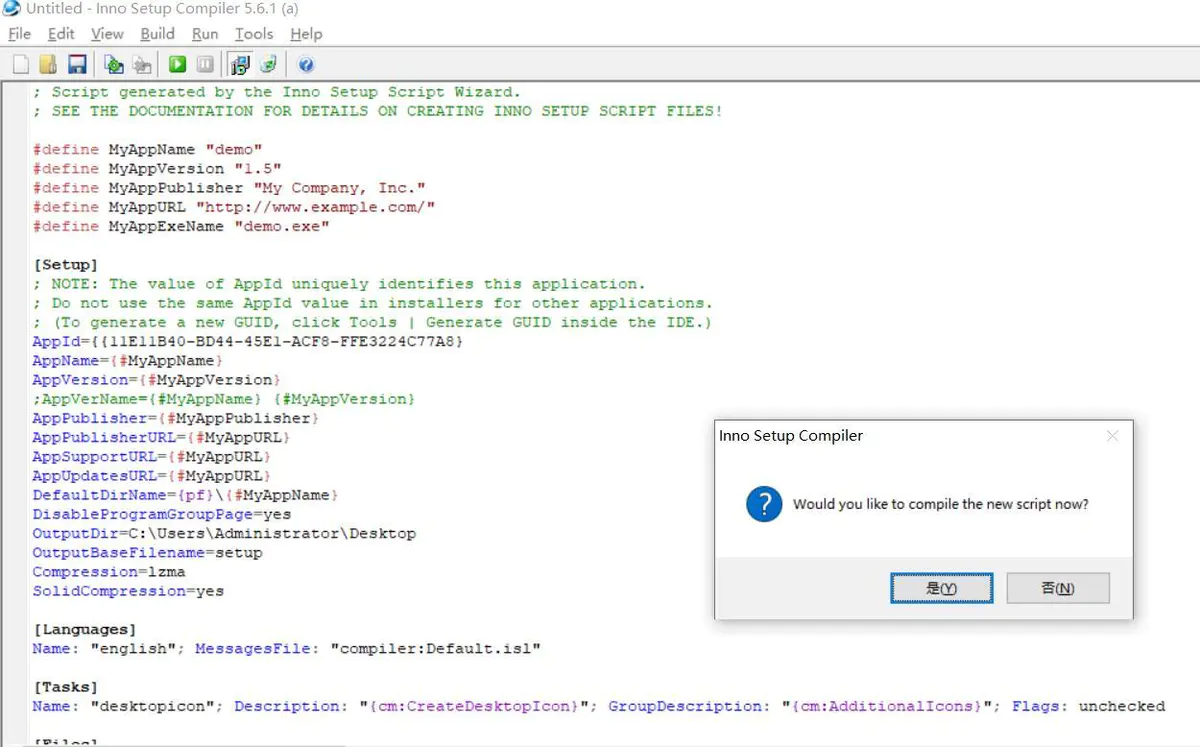 Untitled - Inno Setup Compiler 5.6.1 (a)
File Edit View Build Run Tools Help
; Script generated by the Inno Setup Script Wizard.
; SEE THE DOCUMENTATION FOR DETAILS ON CREATING INNO SETUP SCRIPT FILES!
#define MyAppName "demo"
#define MyAppVersion "1.5"
#define MyAppPublisher "My Company, Inc."
#define MyAppURL "http://www.example.com/"
#define MyAppExeName "demo.exe"
[Setup]
; NOTE: The value of AppId uniquely identifies this application.
; Do not use the same AppId value in installers for other applications.
; (To generate a new GUID, click Tools | Generate GUID inside the IDE.)
AppId={{11E11B40-BD44-45E1-ACF8-FFE3224C77A8}
AppName={#MyAppName}
AppVersion={#MyAppVersion}
;AppVerName={#MyAppName} {#MyAppVersion}
AppPublisher={#MyAppPublisher}
AppPublisherURL={#MyAppURL}
AppSupportURL={#MyAppURL}
AppUpdatesURL={#MyAppURL}
DefaultDirName={pf}\{#MyAppName}
DisableProgramGroupPage=yes
OutputDir=C:\Users\Administrator\Desktop
OutputBaseFilename=setup
Compression=lzma
SolidCompression=yes
[Languages]
Name: "english"; MessagesFile: "compiler:Default.isl"
[Tasks]
Name: "desktopicon"; Description: "{cm:CreateDesktopIcon}"; GroupDescription: "{cm:AdditionalIcons}"; Flags: unchecked
[Files]
Inno Setup Compiler
Would you like to compile the new script now?
是(Y)
否(N)